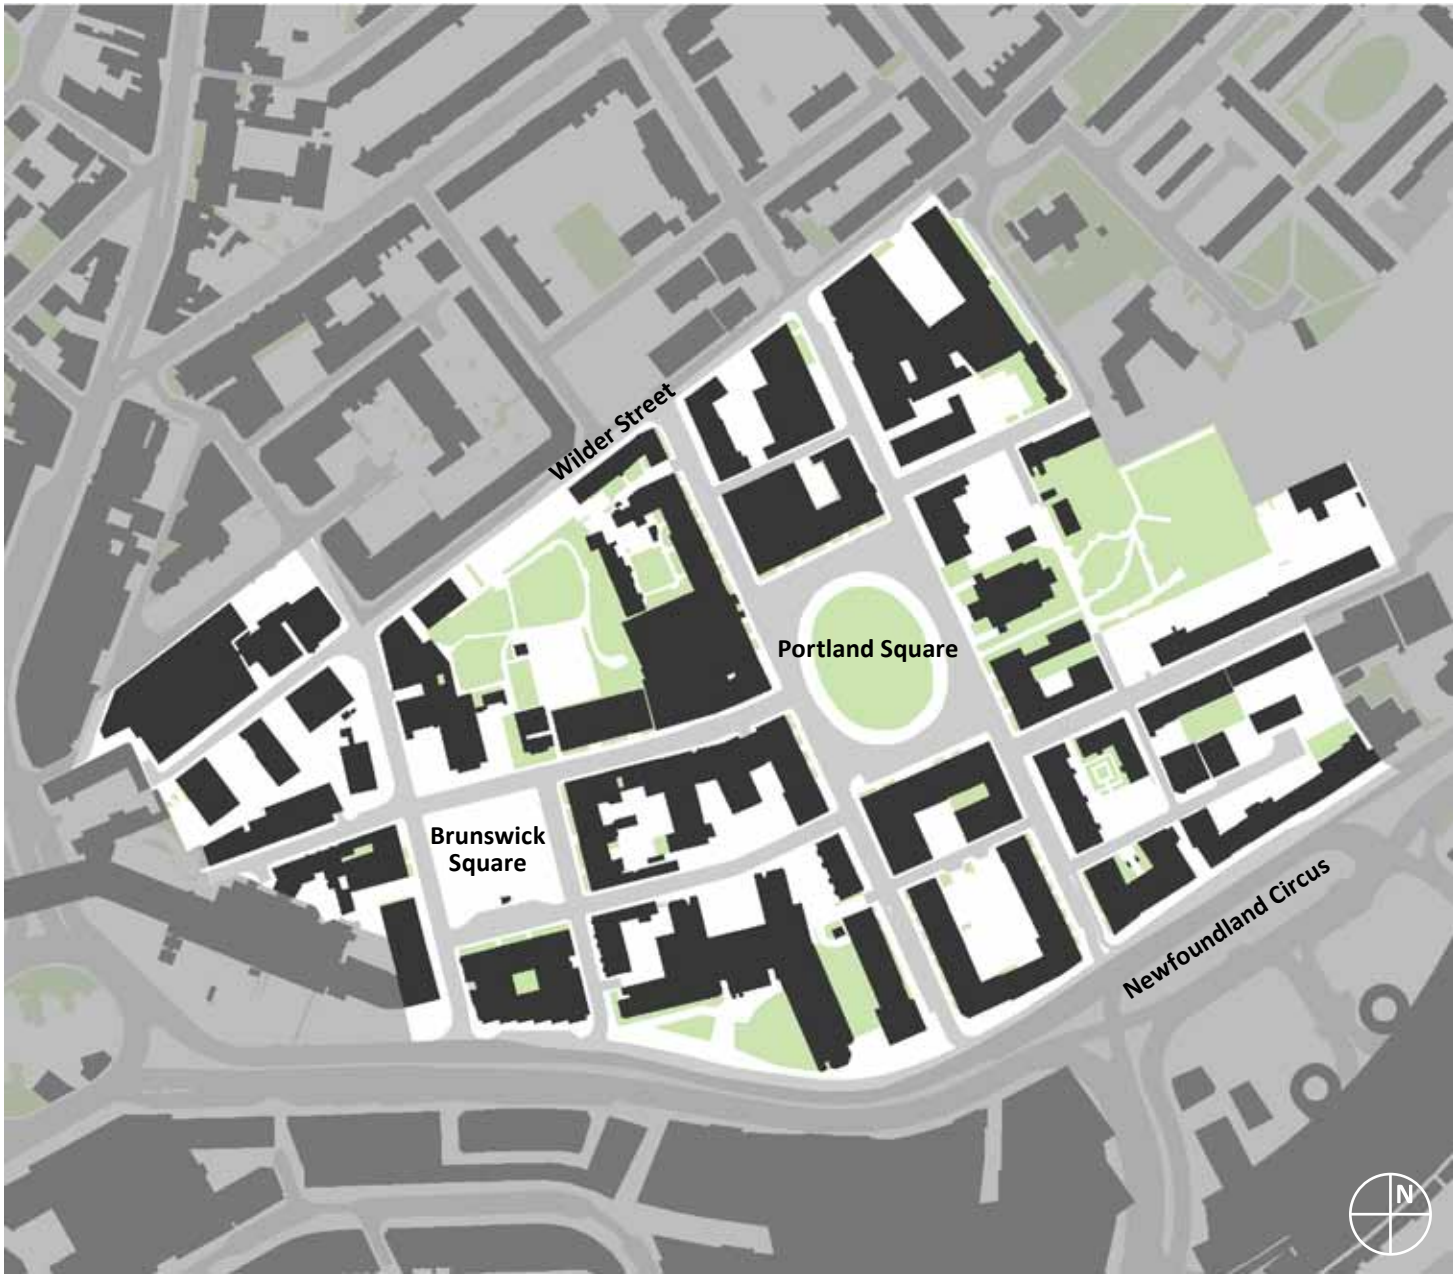 Wilder Street
Portland Square
Brunswick
Square
Newfoundland Circus
N